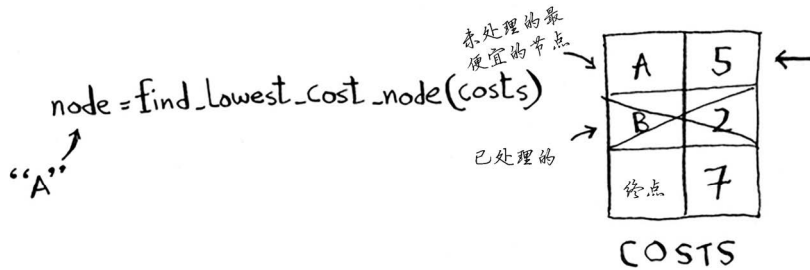 未处理的最
便宜的节点
node = find_lowest_cost_node(costs)
“A”
已处理的
A 5
B 2
终点 7
COSTS